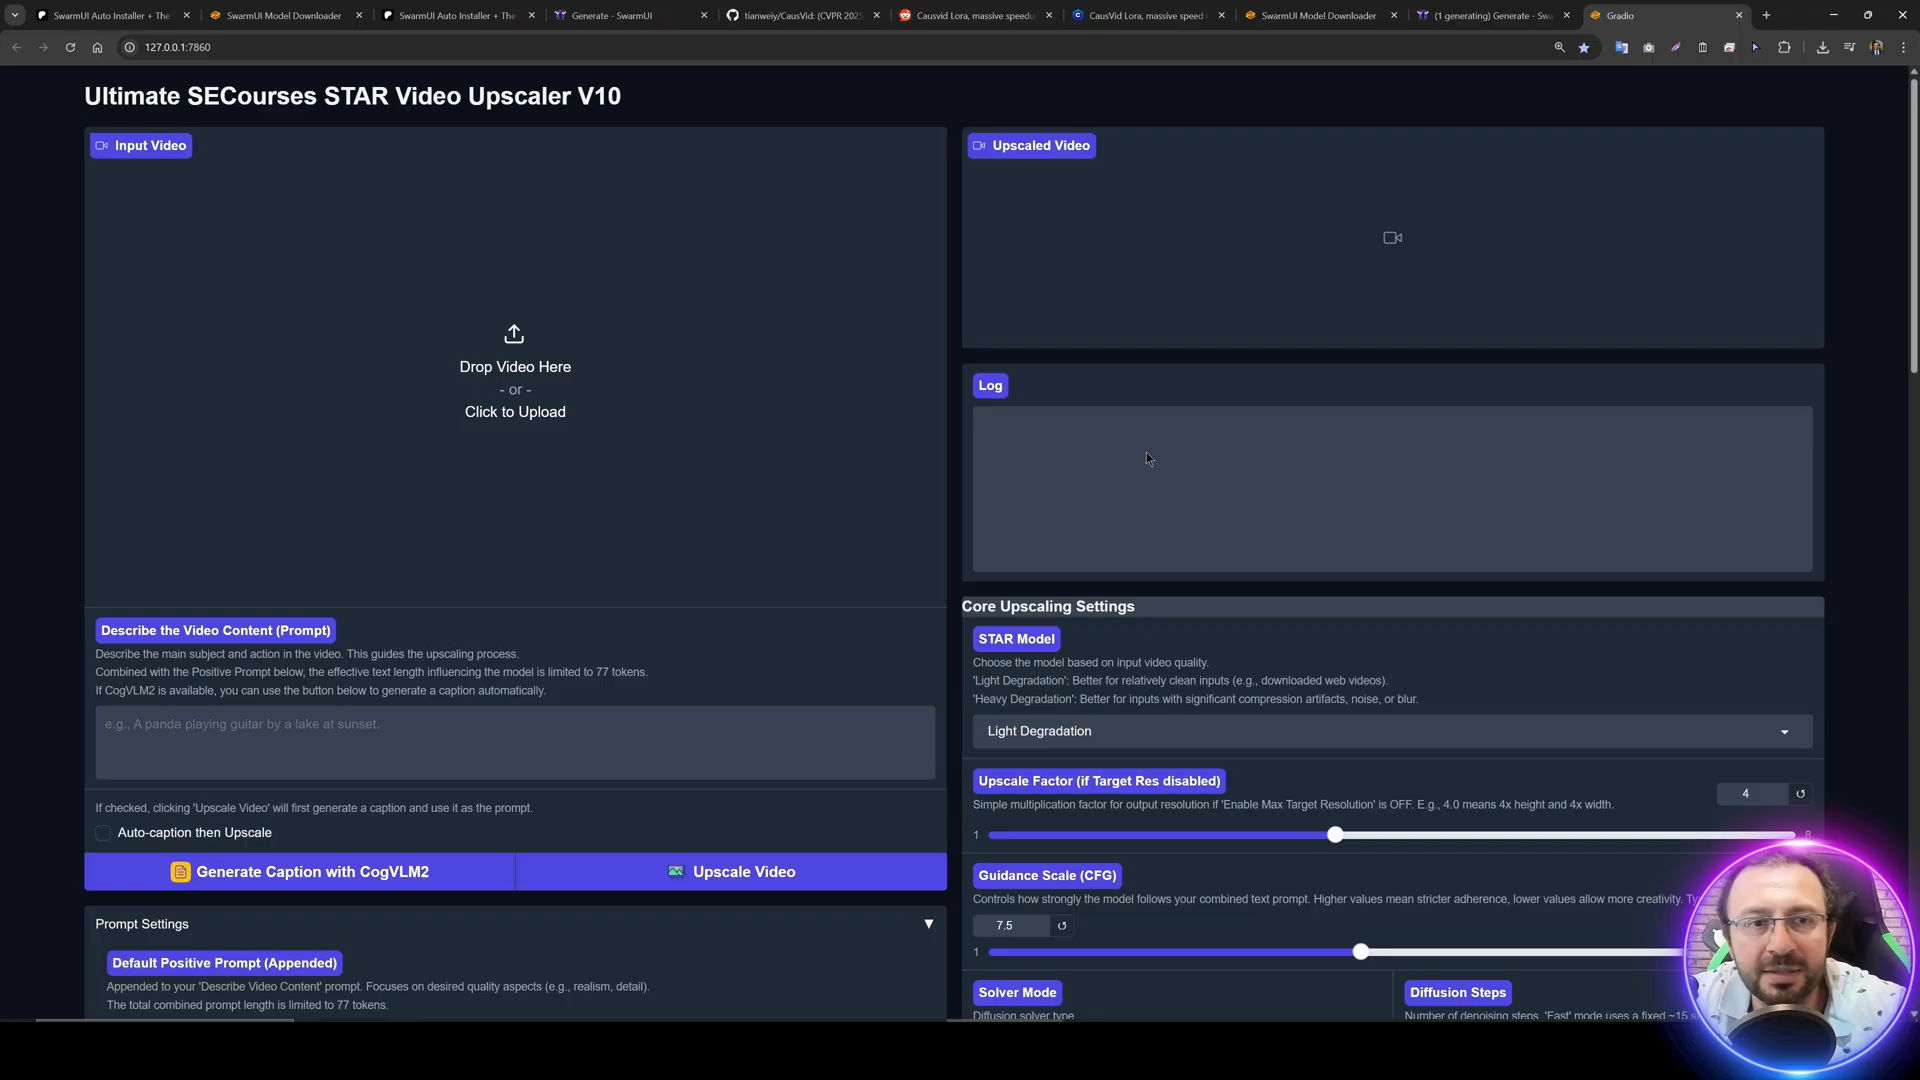 SwarmUI Auto Installer + The
SwarmUI Model Downloader
SwarmUI Auto Installer + The
Generate - SwarmUI
tianweiy/CausVid: (CVPR 2025
Causvid Lora, massive speedu
CausVid Lora, massive speed
SwarmUI Model Downloader
(1 generating) Generate - Swa
Gradio
127.0.0.1:7860
Ultimate SECourses STAR Video Upscaler V10
Input Video
Drop Video Here
- or -
Click to Upload
Describe the Video Content (Prompt)
Describe the main subject and action in the video. This guides the upscaling process.
Combined with the Positive Prompt below, the effective text length influencing the model is limited to 77 tokens.
If CogVLM2 is available, you can use the button below to generate a caption automatically.
e.g., A panda playing guitar by a lake at sunset.
If checked, clicking 'Upscale Video' will first generate a caption and use it as the prompt.
Auto-caption then Upscale
Generate Caption with CogVLM2
Upscale Video
Prompt Settings
Default Positive Prompt (Appended)
Appended to your 'Describe Video Content' prompt. Focuses on desired quality aspects (e.g., realism, detail).
The total combined prompt length is limited to 77 tokens.
Upscaled Video
Log
Core Upscaling Settings
STAR Model
Choose the model based on input video quality.
'Light Degradation': Better for relatively clean inputs (e.g., downloaded web videos).
'Heavy Degradation': Better for inputs with significant compression artifacts, noise, or blur.
Light Degradation
Upscale Factor (if Target Res disabled)
Simple multiplication factor for output resolution if 'Enable Max Target Resolution' is OFF. E.g., 4.0 means 4x height and 4x width.
4
1
8
Guidance Scale (CFG)
Controls how strongly the model follows your combined text prompt. Higher values mean stricter adherence, lower values allow more creativity.
7.5
1
Solver Mode
Diffusion solver type
Diffusion Steps
Number of denoising steps. 'Fast' mode uses a fixed ~15